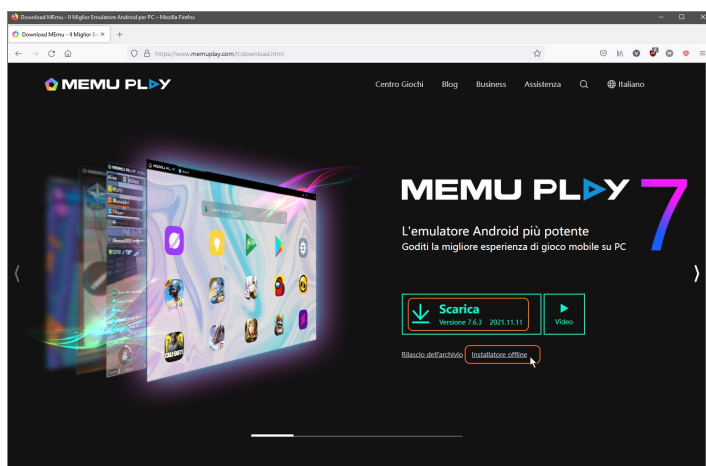 Download MEmu - Il Miglior Emulatore Android per PC – Mozilla Firefox
Download MEmu - Il Miglior E
https://www.memuplay.com/it/download.html
MEMU PLAY
Centro Giochi Blog Business Assistenza Italiano
MEMU PLAY 7
L'emulatore Android più potente
Goditi la migliore esperienza di gioco mobile su PC
Scarica
Versione 7.6.3 2021.11.11
Video
Rilascio dell'archivio Installatore offline
CALL·DUTY